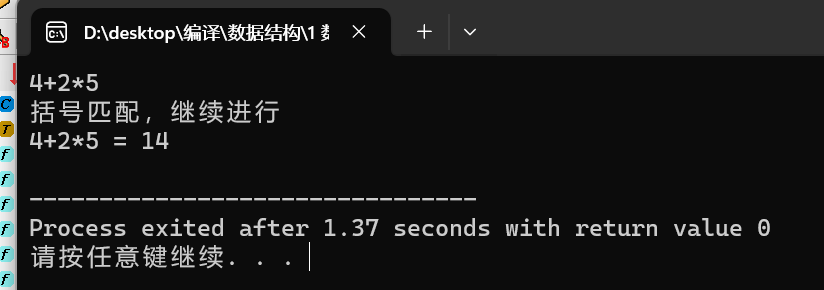 D:\desktop\编译\数据结构\1
4+2*5
括号匹配，继续进行
4+2*5 = 14
--------------------------------
Process exited after 1.37 seconds with return value 0
请按任意键继续. . .